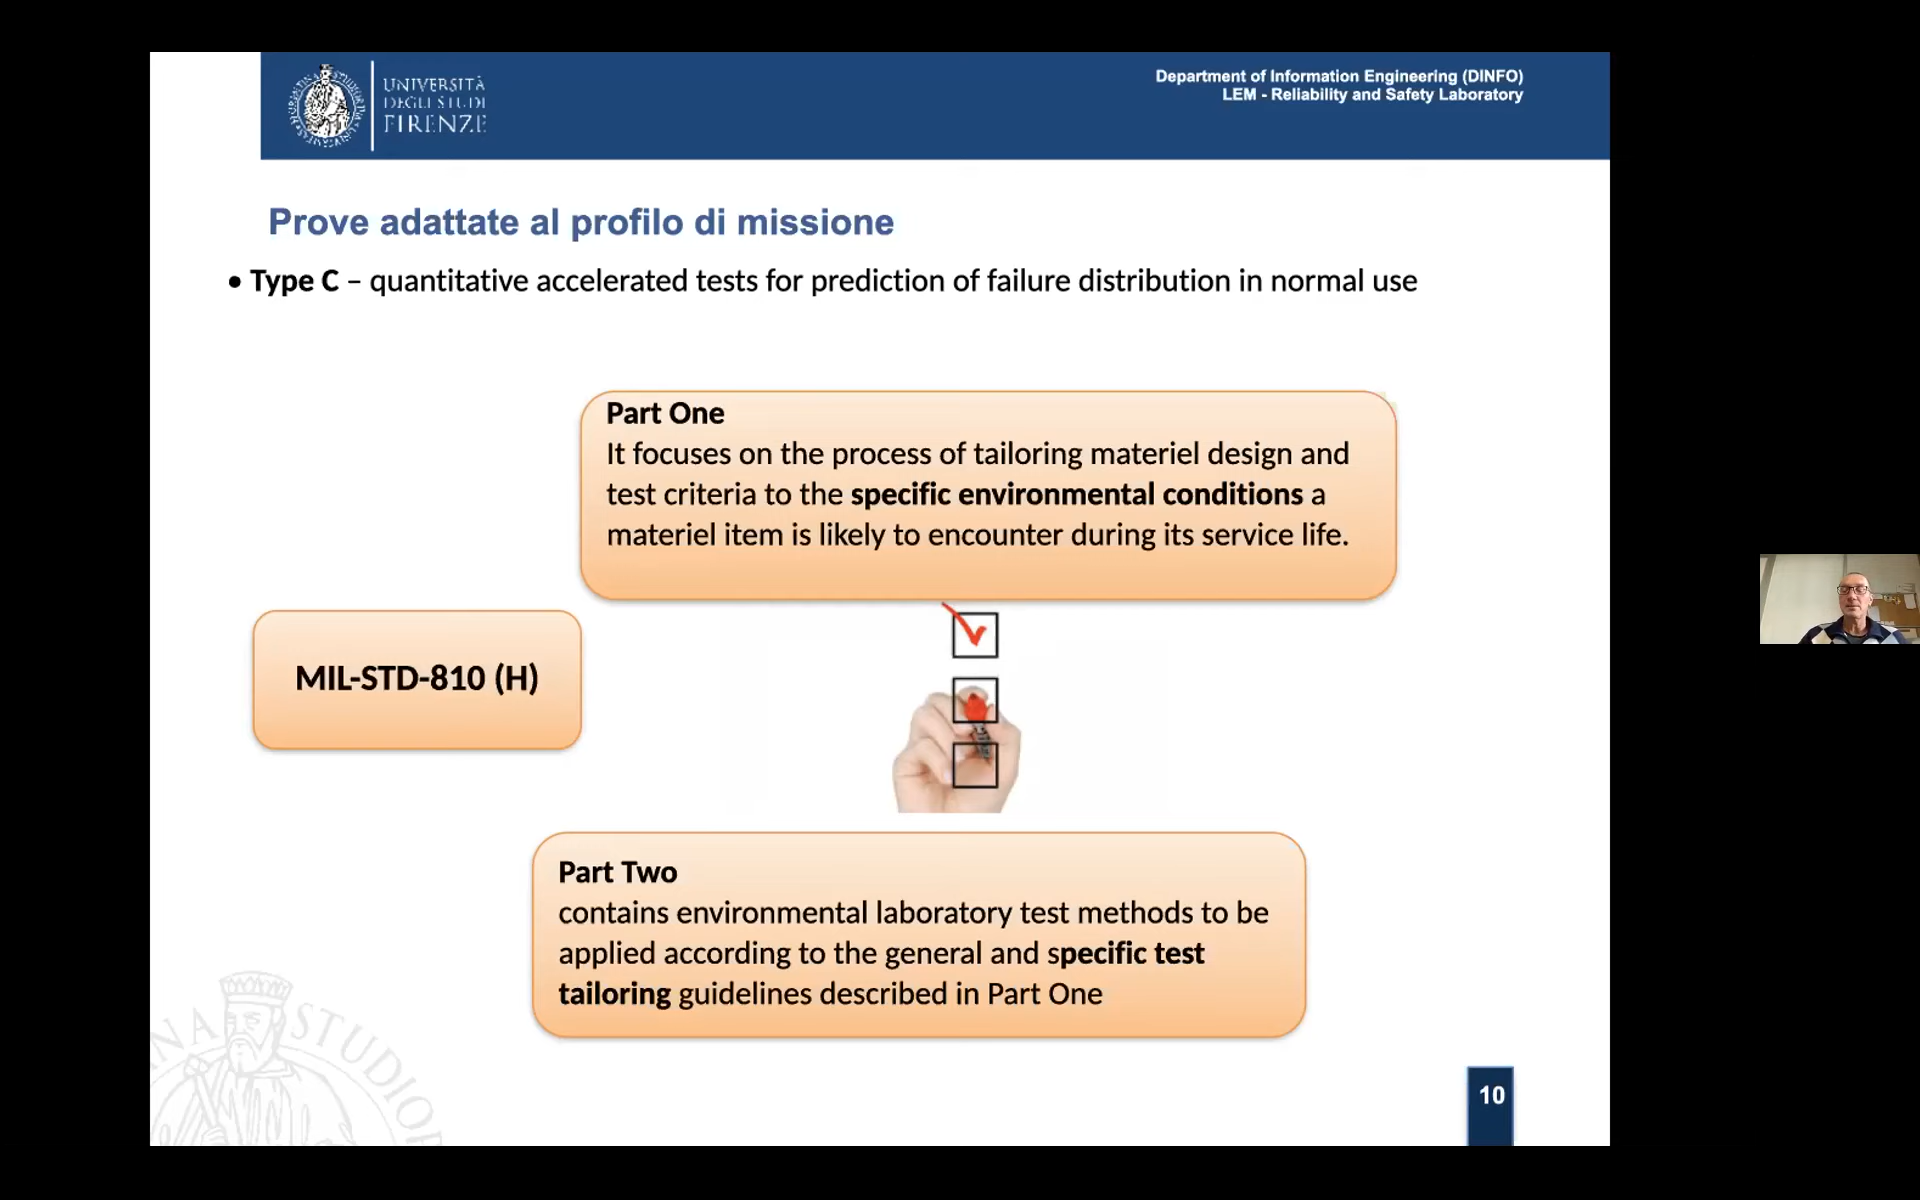 UNIVERSITÀ
DEGLI STUDI
FIRENZE
Department of Information Engineering (DINFO)
LEM - Reliability and Safety Laboratory
Prove adattate al profilo di missione
• Type C – quantitative accelerated tests for prediction of failure distribution in normal use
Part One
It focuses on the process of tailoring materiel design and
test criteria to the specific environmental conditions a
materiel item is likely to encounter during its service life.
MIL-STD-810 (H)
Part Two
contains environmental laboratory test methods to be
applied according to the general and specific test
tailoring guidelines described in Part One
10